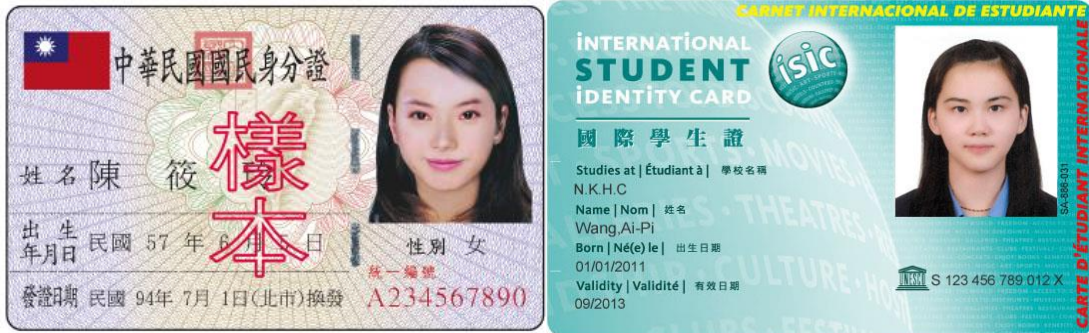 中華民國國民身分證
樣本
姓名 陳 筱
出生
年月日 民國 57 年 6 月 日
性別 女
統一編號
發證日期 民國 94年 7月 1日(北市)換發
A234567890
CARNET INTERNACIONAL DE ESTUDIANTE
INTERNATIONAL
STUDENT
IDENTITY CARD
isic
國際學生證
Studies at | Étudiant à | 學校名稱
N.K.H.C
Name | Nom | 姓名
Wang,Ai-Pi
Born | Né(e) le | 出生日期
01/01/2011
Validity | Validité | 有效日期
09/2013
SA-886-031
UNESCO
S 123 456 789 012 X
CARTE D'ÉTUDIANT INTERNATIONALE